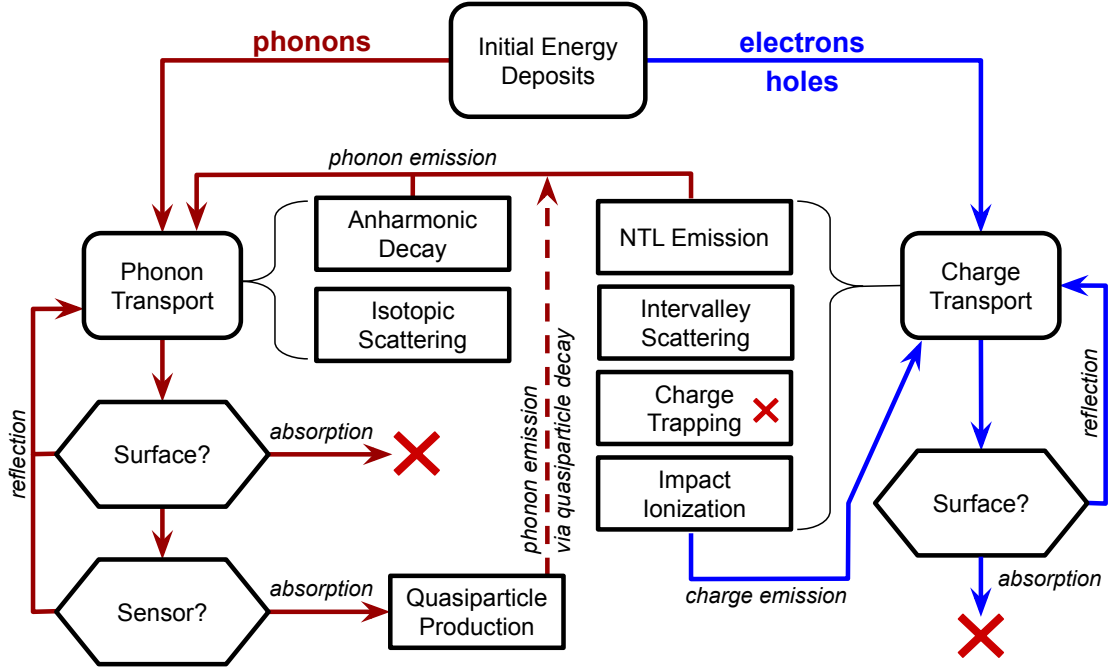 phonons
Initial Energy
Deposits
electrons
holes
phonon emission
Anharmonic
Decay
Isotopic
Scattering
Phonon
Transport
NTL Emission
Intervalley
Scattering
Charge
Trapping
Impact
Ionization
Charge
Transport
reflection
Surface?
absorption
Sensor?
absorption
Quasiparticle
Production
phonon emission
via quasiparticle decay
charge emission
reflection
Surface?
absorption